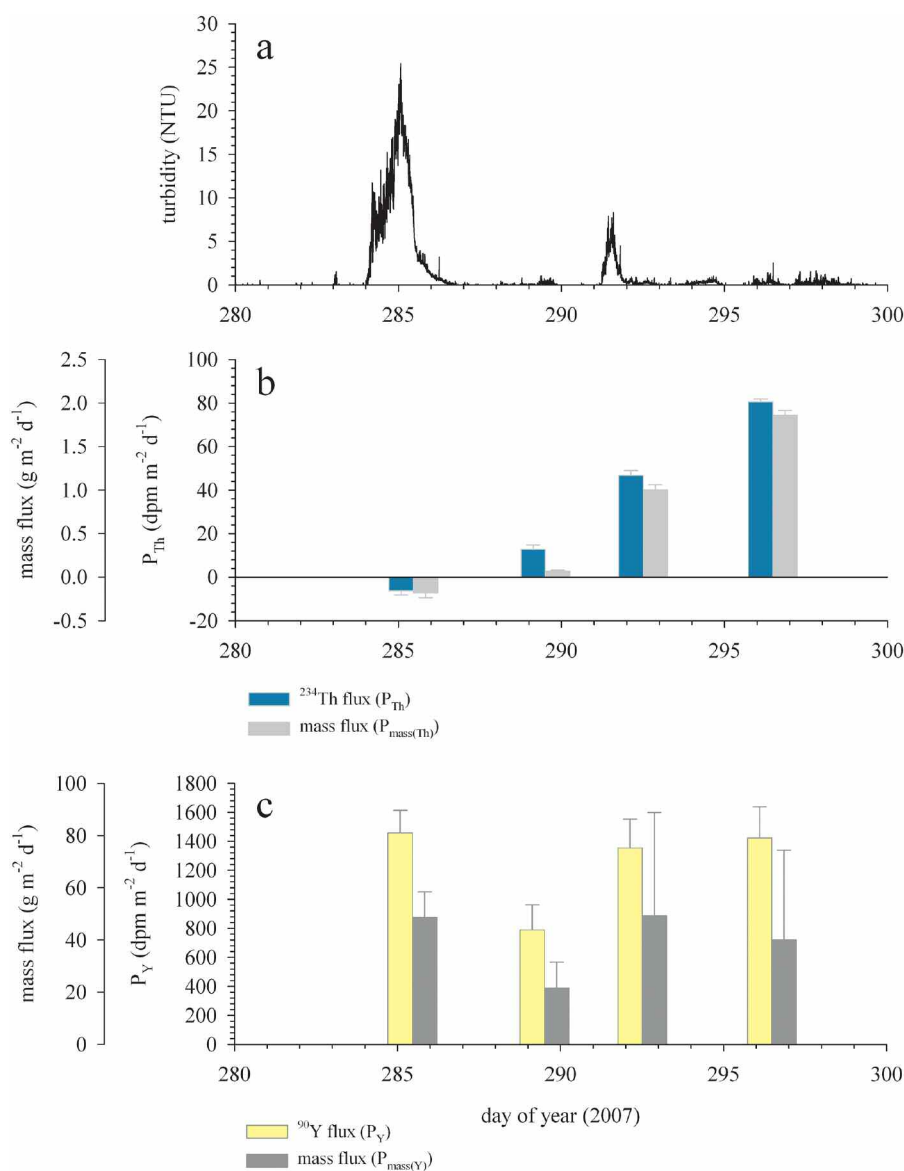 a
turbidity (NTU)
30
25
20
15
10
5
0
280 285 290 295 300
b
mass flux (g m⁻² d⁻¹)
2.5
2.0
1.5
1.0
0.5
0.0
-0.5
P_Th (dpm m⁻² d⁻¹)
100
80
60
40
20
0
-20
280 285 290 295 300
²³⁴Th flux (P_Th)
mass flux (P_mass(Th))
c
mass flux (g m⁻² d⁻¹)
100
80
60
40
20
0
P_Y (dpm m⁻² d⁻¹)
1800
1600
1400
1200
1000
800
600
400
200
0
280 285 290 295 300
day of year (2007)
⁹⁰Y flux (P_Y)
mass flux (P_mass(Y))